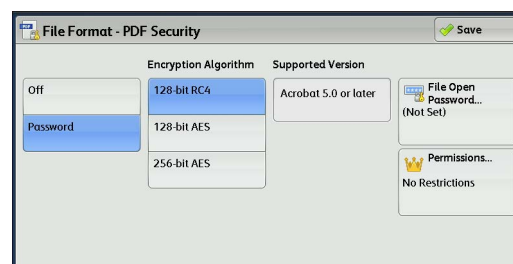 File Format - PDF Security
Save
Encryption Algorithm
Supported Version
Off
Password
128-bit RC4
128-bit AES
256-bit AES
Acrobat 5.0 or later
File Open
Password...
(Not Set)
Permissions...
No Restrictions